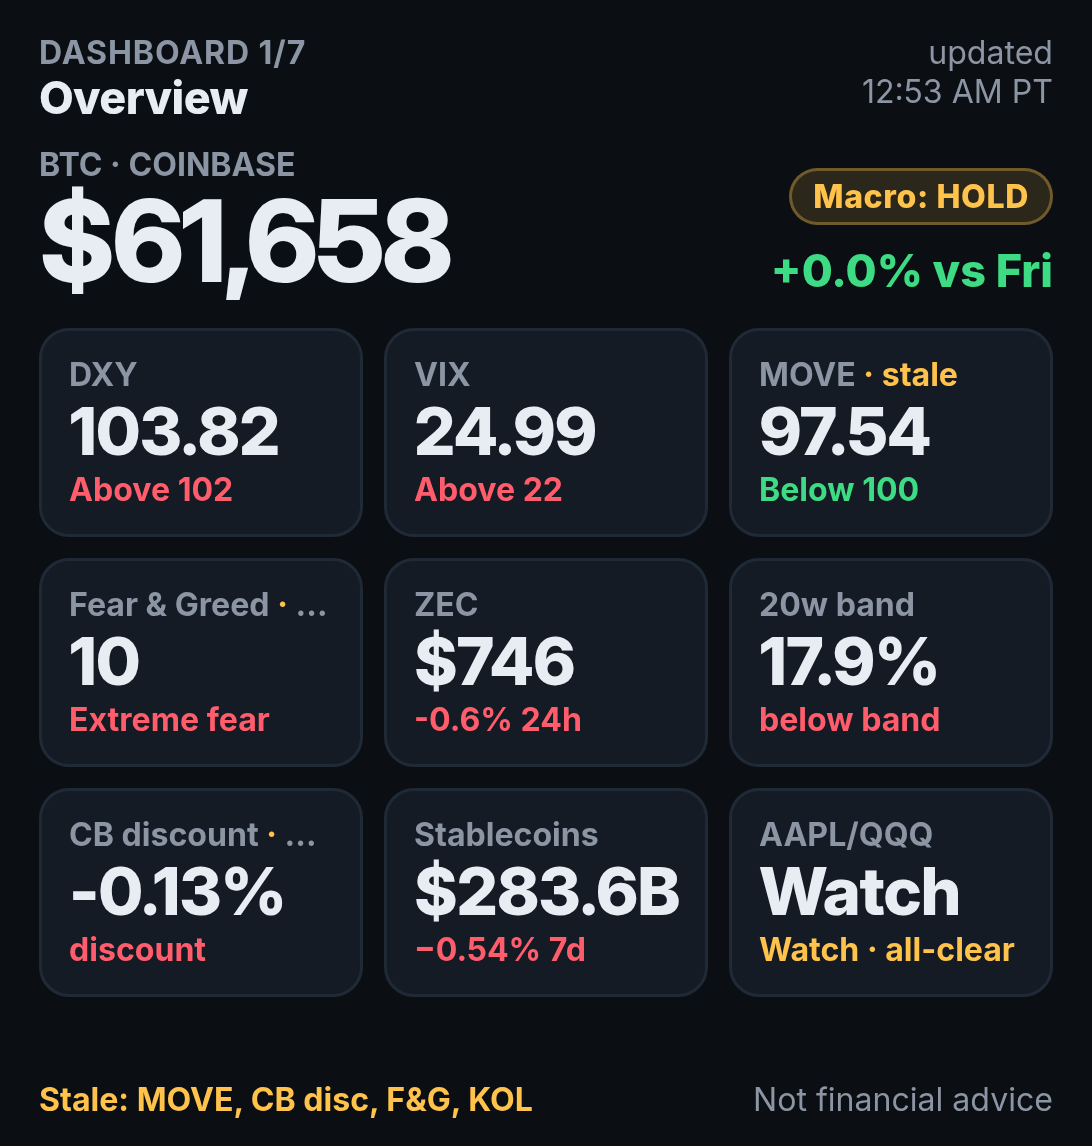 DASHBOARD 1/7
Overview
updated
12:53 AM PT
BTC · COINBASE
$61,658
Macro: HOLD
+0.0% vs Fri
DXY
103.82
Above 102
VIX
24.99
Above 22
MOVE · stale
97.54
Below 100
Fear & Greed · ...
10
Extreme fear
ZEC
$746
-0.6% 24h
20w band
17.9%
below band
CB discount · ...
-0.13%
discount
Stablecoins
$283.6B
−0.54% 7d
AAPL/QQQ
Watch
Watch · all-clear
Stale: MOVE, CB disc, F&G, KOL
Not financial advice